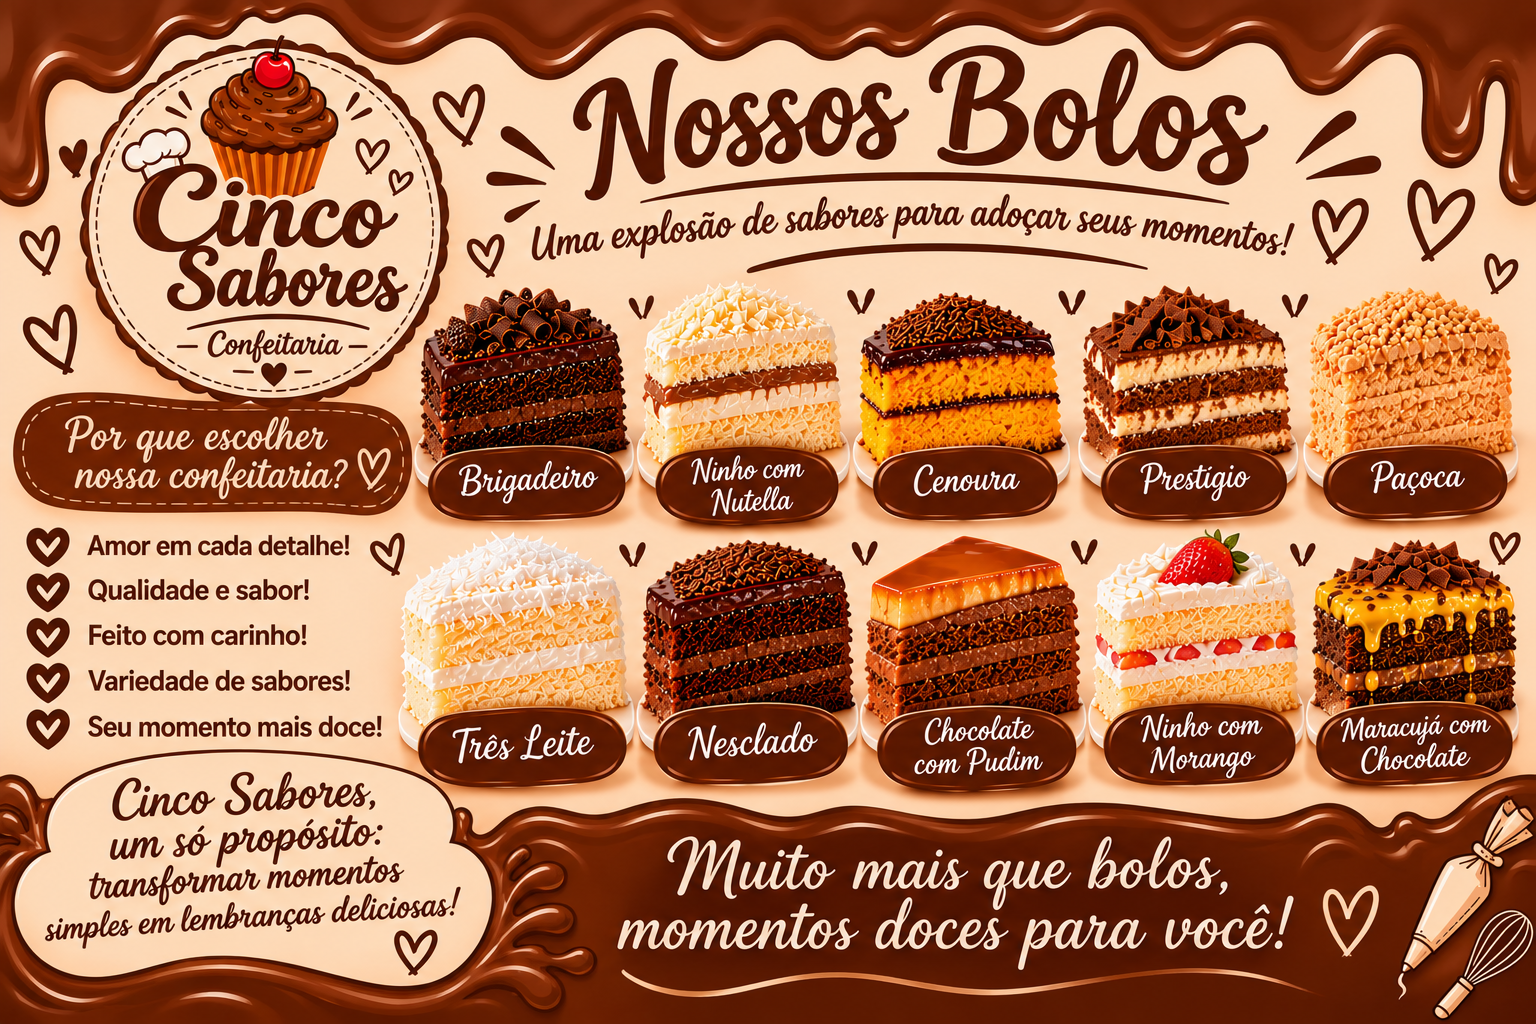 Cinco
Sabores
Confeitaria
Nossos Bolos
Uma explosão de sabores para adoçar seus momentos!
Por que escolher
nossa confeitaria?
Amor em cada detalhe!
Qualidade e sabor!
Feito com carinho!
Variedade de sabores!
Seu momento mais doce!
Brigadeiro
Ninho com
Nutella
Cenoura
Prestígio
Paçoca
Três Leite
Nesclado
Chocolate
com Pudim
Ninho com
Morango
Maracujá com
Chocolate
Cinco Sabores,
um só propósito:
transformar momentos
simples em lembranças deliciosas!
Muito mais que bolos,
momentos doces para você!